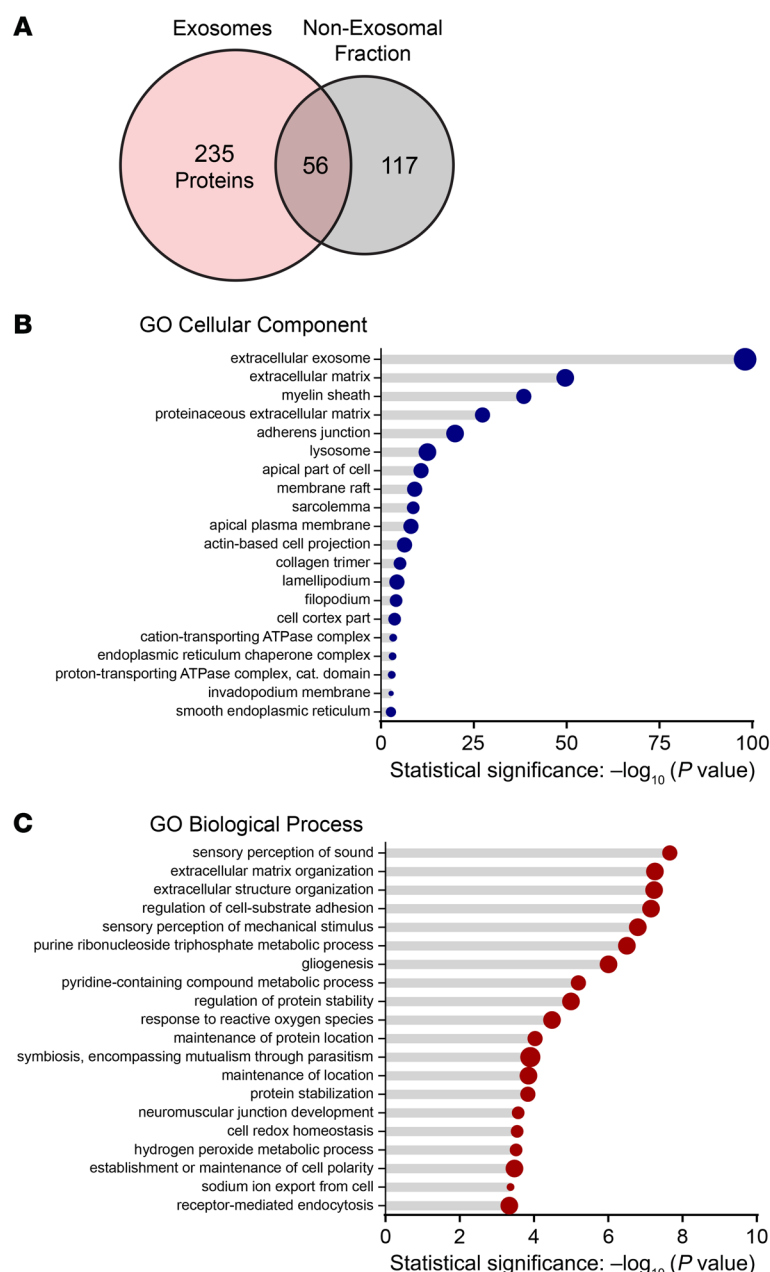 A
Exosomes
Non-Exosomal
Fraction
235
Proteins
56
117
B
GO Cellular Component
extracellular exosome
extracellular matrix
myelin sheath
proteinaceous extracellular matrix
adherens junction
lysosome
apical part of cell
membrane raft
sarcolemma
apical plasma membrane
actin-based cell projection
collagen trimer
lamellipodium
filopodium
cell cortex part
cation-transporting ATPase complex
endoplasmic reticulum chaperone complex
proton-transporting ATPase complex, cat. domain
invadopodium membrane
smooth endoplasmic reticulum
0 25 50 75 100
Statistical significance: –log10 (P value)
C
GO Biological Process
sensory perception of sound
extracellular matrix organization
extracellular structure organization
regulation of cell-substrate adhesion
sensory perception of mechanical stimulus
purine ribonucleoside triphosphate metabolic process
gliogenesis
pyridine-containing compound metabolic process
regulation of protein stability
response to reactive oxygen species
maintenance of protein location
symbiosis, encompassing mutualism through parasitism
maintenance of location
protein stabilization
neuromuscular junction development
cell redox homeostasis
hydrogen peroxide metabolic process
establishment or maintenance of cell polarity
sodium ion export from cell
receptor-mediated endocytosis
0 2 4 6 8 10
Statistical significance: –log10 (P value)